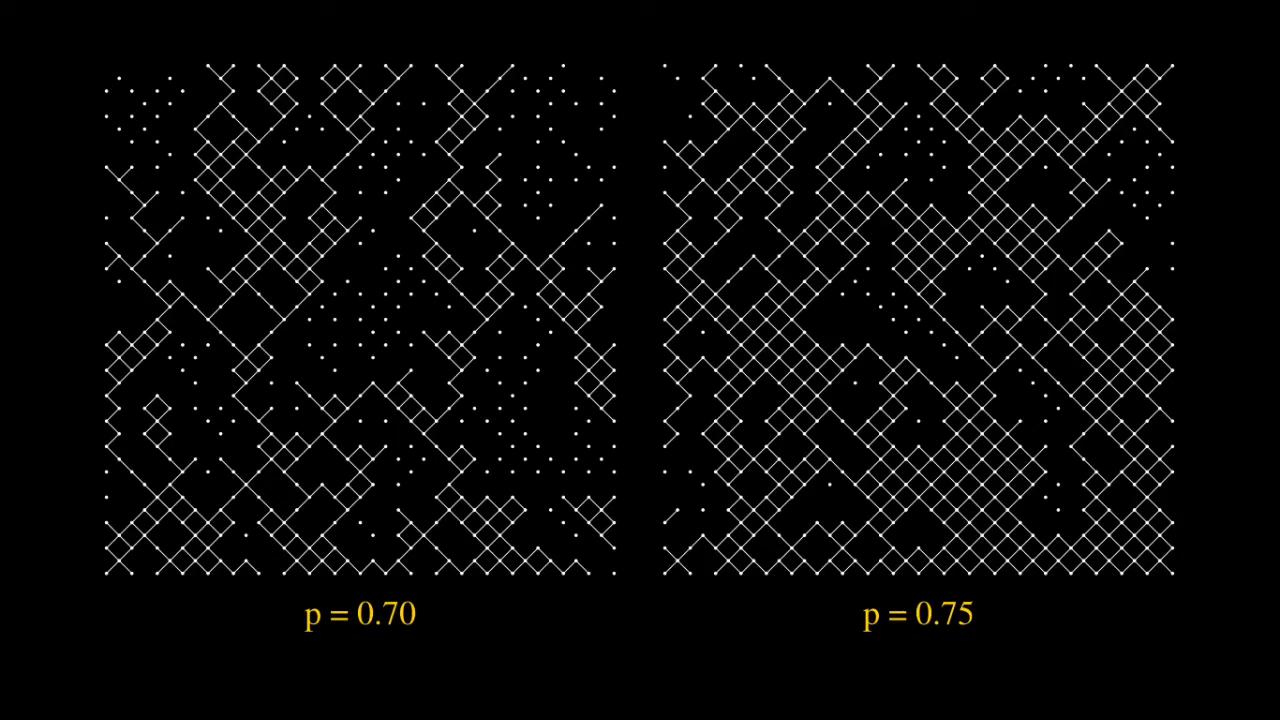 p = 0.70
p = 0.75